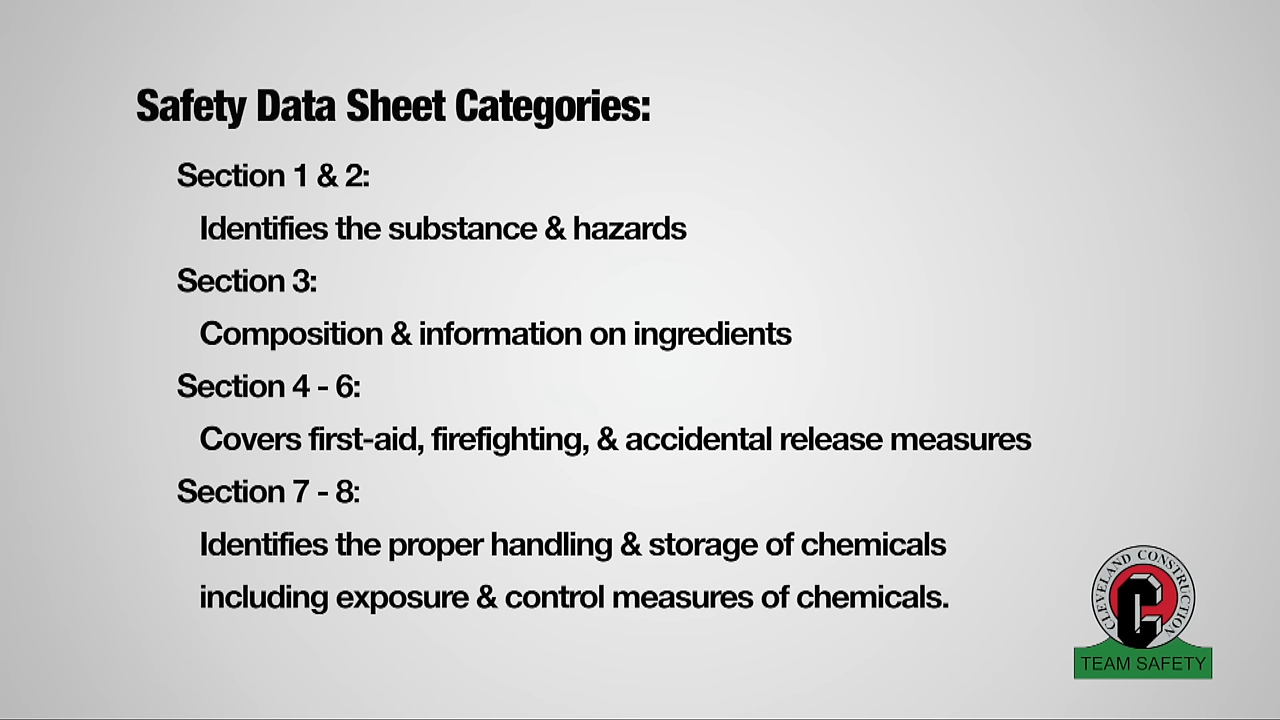 Safety Data Sheet Categories:
Section 1 & 2:
Identifies the substance & hazards
Section 3:
Composition & information on ingredients
Section 4 - 6:
Covers first-aid, firefighting, & accidental release measures
Section 7 - 8:
Identifies the proper handling & storage of chemicals
including exposure & control measures of chemicals.
CLEVELAND CONSTRUCTION
C
TEAM SAFETY